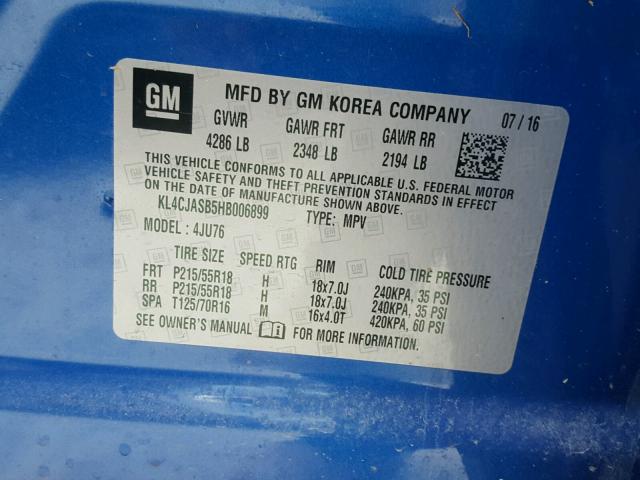 GM
MFD BY GM KOREA COMPANY 07 / 16
GVWR GAWR FRT GAWR RR
4286 LB 2348 LB 2194 LB
THIS VEHICLE CONFORMS TO ALL APPLICABLE U.S. FEDERAL MOTOR
VEHICLE SAFETY AND THEFT PREVENTION STANDARDS IN EFFECT
ON THE DATE OF MANUFACTURE SHOWN ABOVE.
KL4CJASB5HB006899 TYPE: MPV
MODEL : 4JU76
TIRE SIZE SPEED RTG RIM COLD TIRE PRESSURE
FRT P215/55R18 H 18x7.0J 240KPA, 35 PSI
RR P215/55R18 H 18x7.0J 240KPA, 35 PSI
SPA T125/70R16 M 16x4.0T 420KPA, 60 PSI
SEE OWNER'S MANUAL FOR MORE INFORMATION.